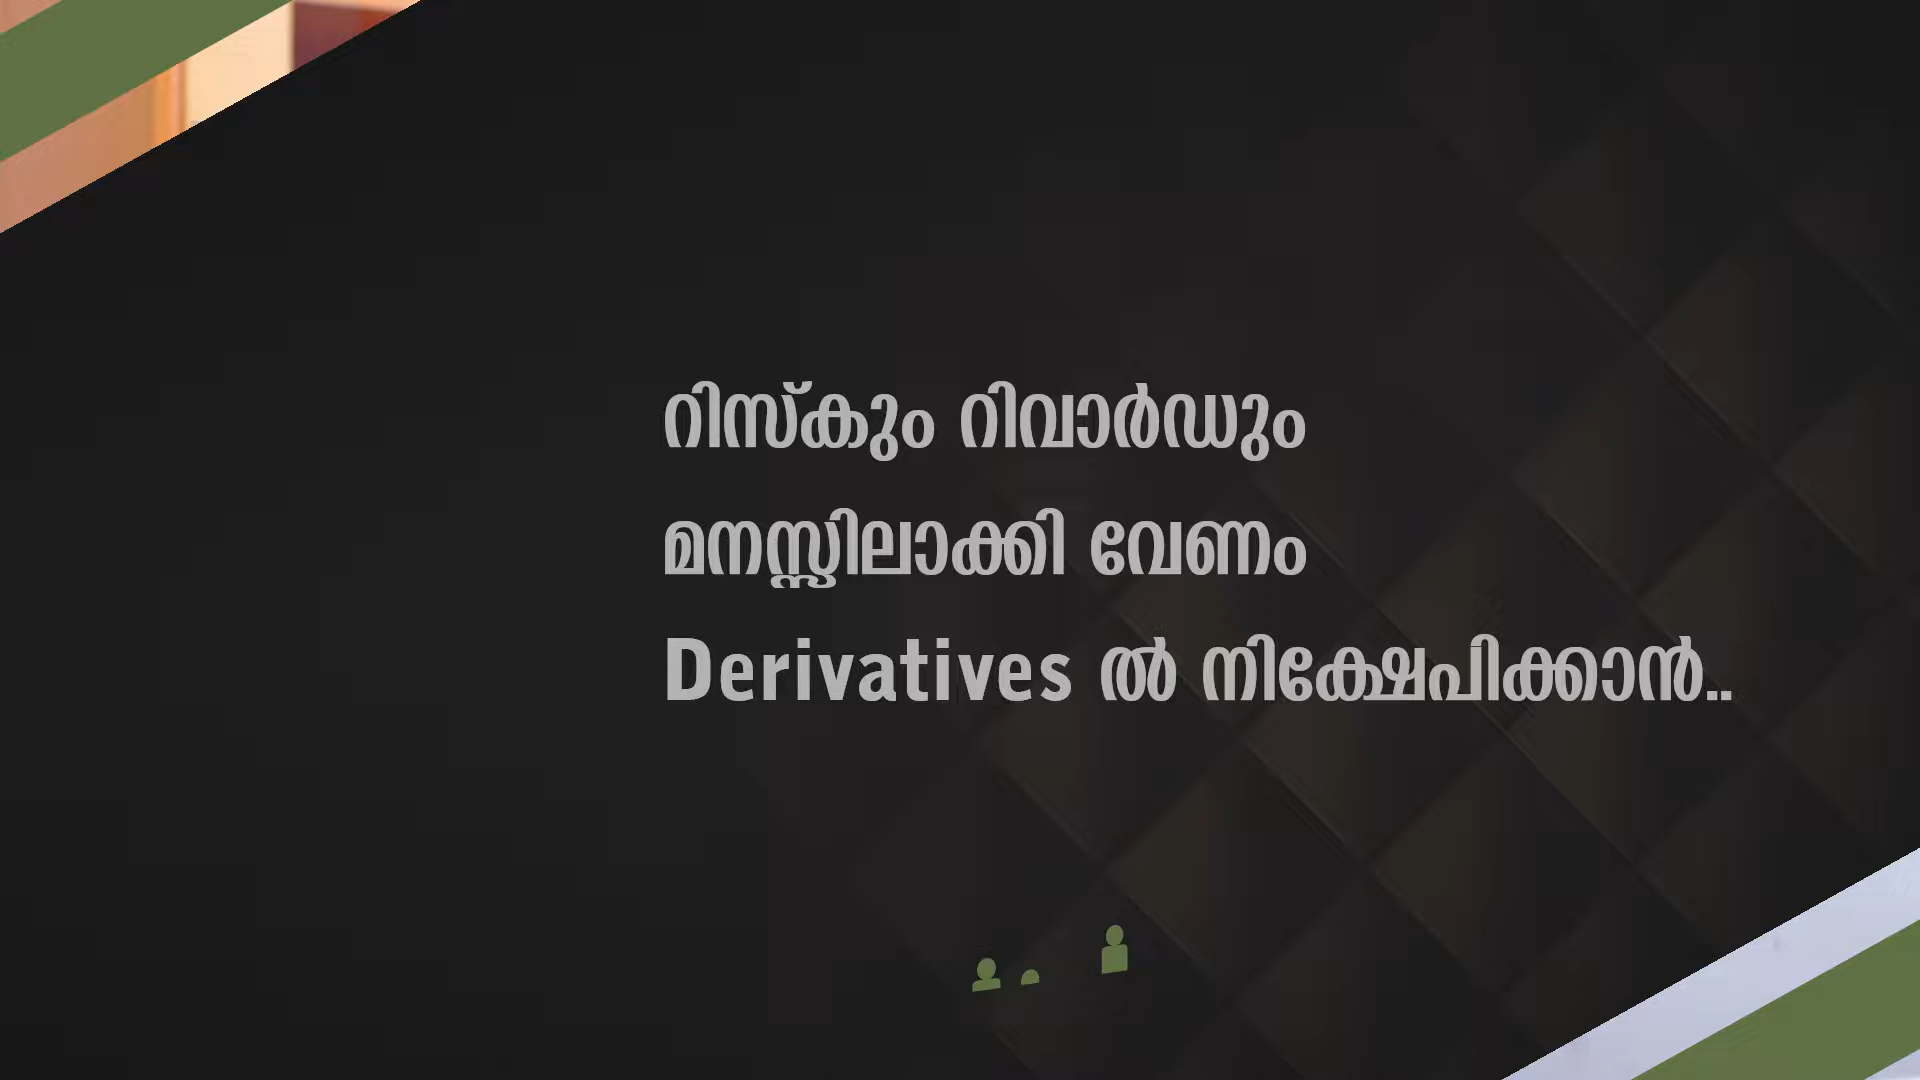 റിസ്കും റിവാർഡും
മനസ്സിലാക്കി വേണം
Derivatives ൽ നിക്ഷേപിക്കാൻ..